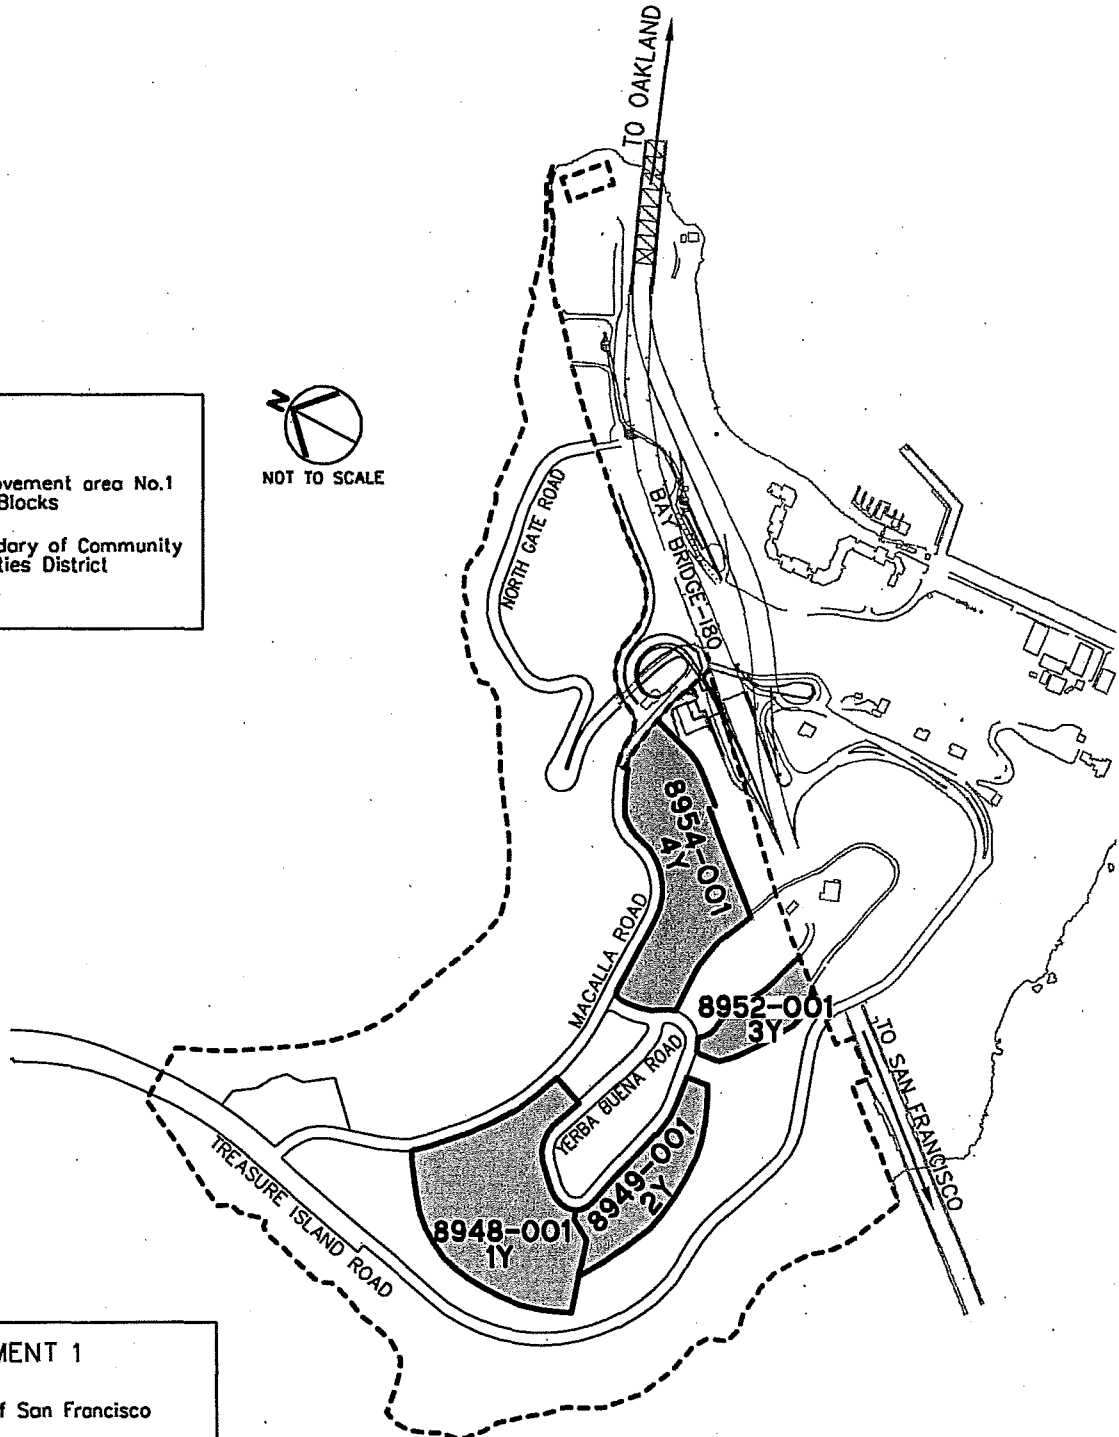 TO OAKLAND
N
NOT TO SCALE
ovement area No.1
Blocks
dary of Community
ties District
NORTH GATE ROAD
BAY BRIDGE-I80
8954-001
4Y
MACALLA ROAD
8952-001
3Y
TO SAN FRANCISCO
YERBA BUENA ROAD
8949-001
2Y
8948-001
1Y
TREASURE ISLAND ROAD
MENT 1
f San Francisco